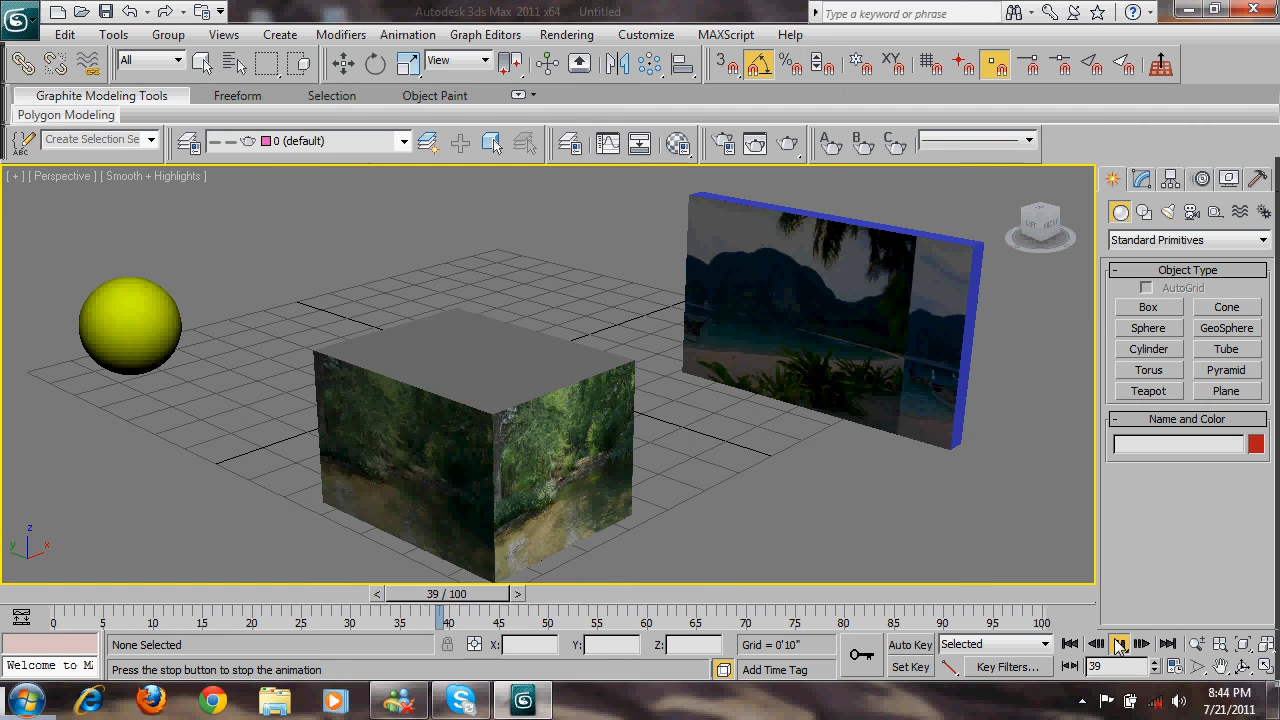 Autodesk 3ds Max 2011 x64 Untitled
Type a keyword or phrase
Edit Tools Group Views Create Modifiers Animation Graph Editors Rendering Customize MAXScript Help
All View 3 % XY
Graphite Modeling Tools Freeform Selection Object Paint
Polygon Modeling
ABC Create Selection Se 0 (default) A B C
[ + ] [ Perspective ] [ Smooth + Highlights ]
Standard Primitives
- Object Type
AutoGrid
Box Cone
Sphere GeoSphere
Cylinder Tube
Torus Pyramid
Teapot Plane
- Name and Color
z
y x
< 39 / 100 >
0 5 10 15 20 25 30 35 40 45 50 55 60 65 70 75 80 85 90 95 100
None Selected X: Y: Z: Grid = 0'10" Auto Key Selected
Welcome to M Press the stop button to stop the animation Add Time Tag Set Key Key Filters... 39
8:44 PM
7/21/2011